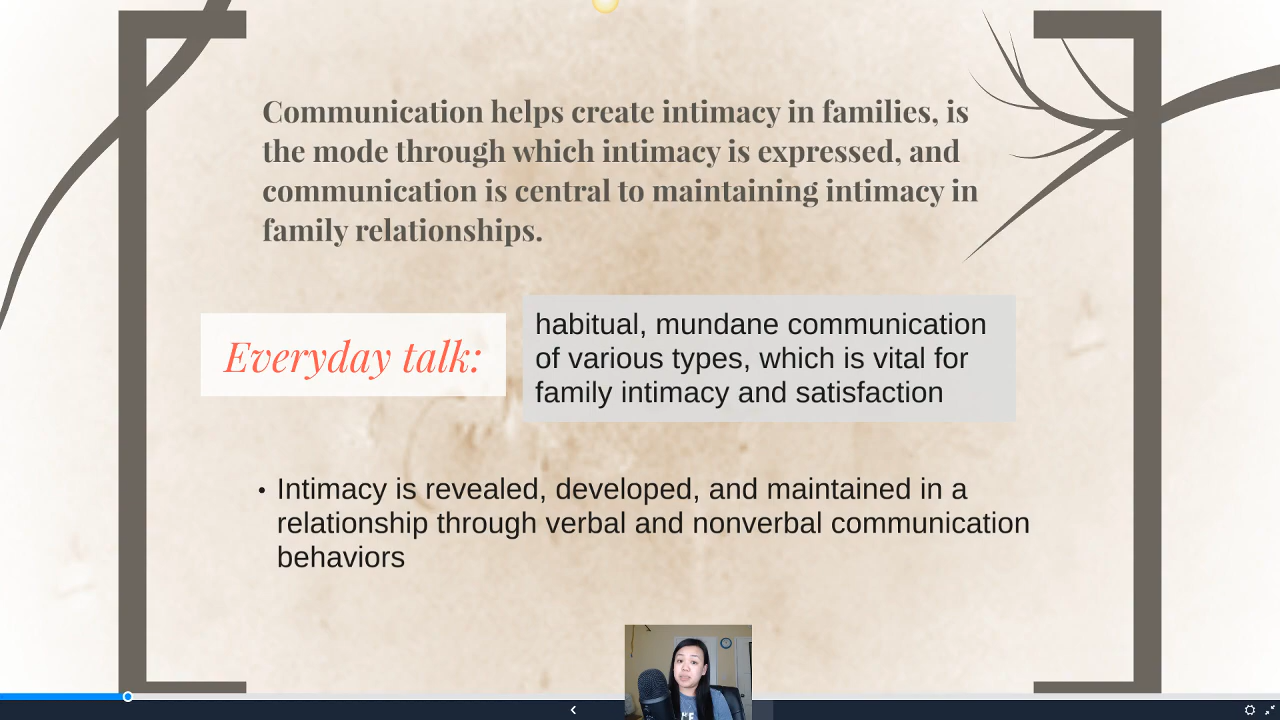 Communication helps create intimacy in families, is
the mode through which intimacy is expressed, and
communication is central to maintaining intimacy in
family relationships.
Everyday talk:
habitual, mundane communication
of various types, which is vital for
family intimacy and satisfaction
• Intimacy is revealed, developed, and maintained in a
relationship through verbal and nonverbal communication
behaviors